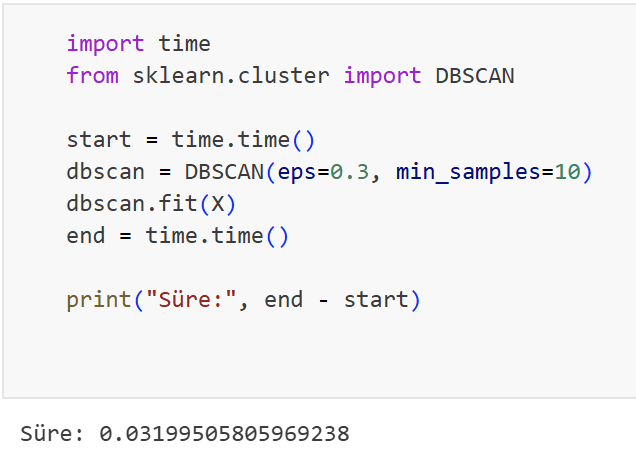 import time
from sklearn.cluster import DBSCAN
start = time.time()
dbscan = DBSCAN(eps=0.3, min_samples=10)
dbscan.fit(X)
end = time.time()
print("Süre:", end - start)
Süre: 0.03199505805969238